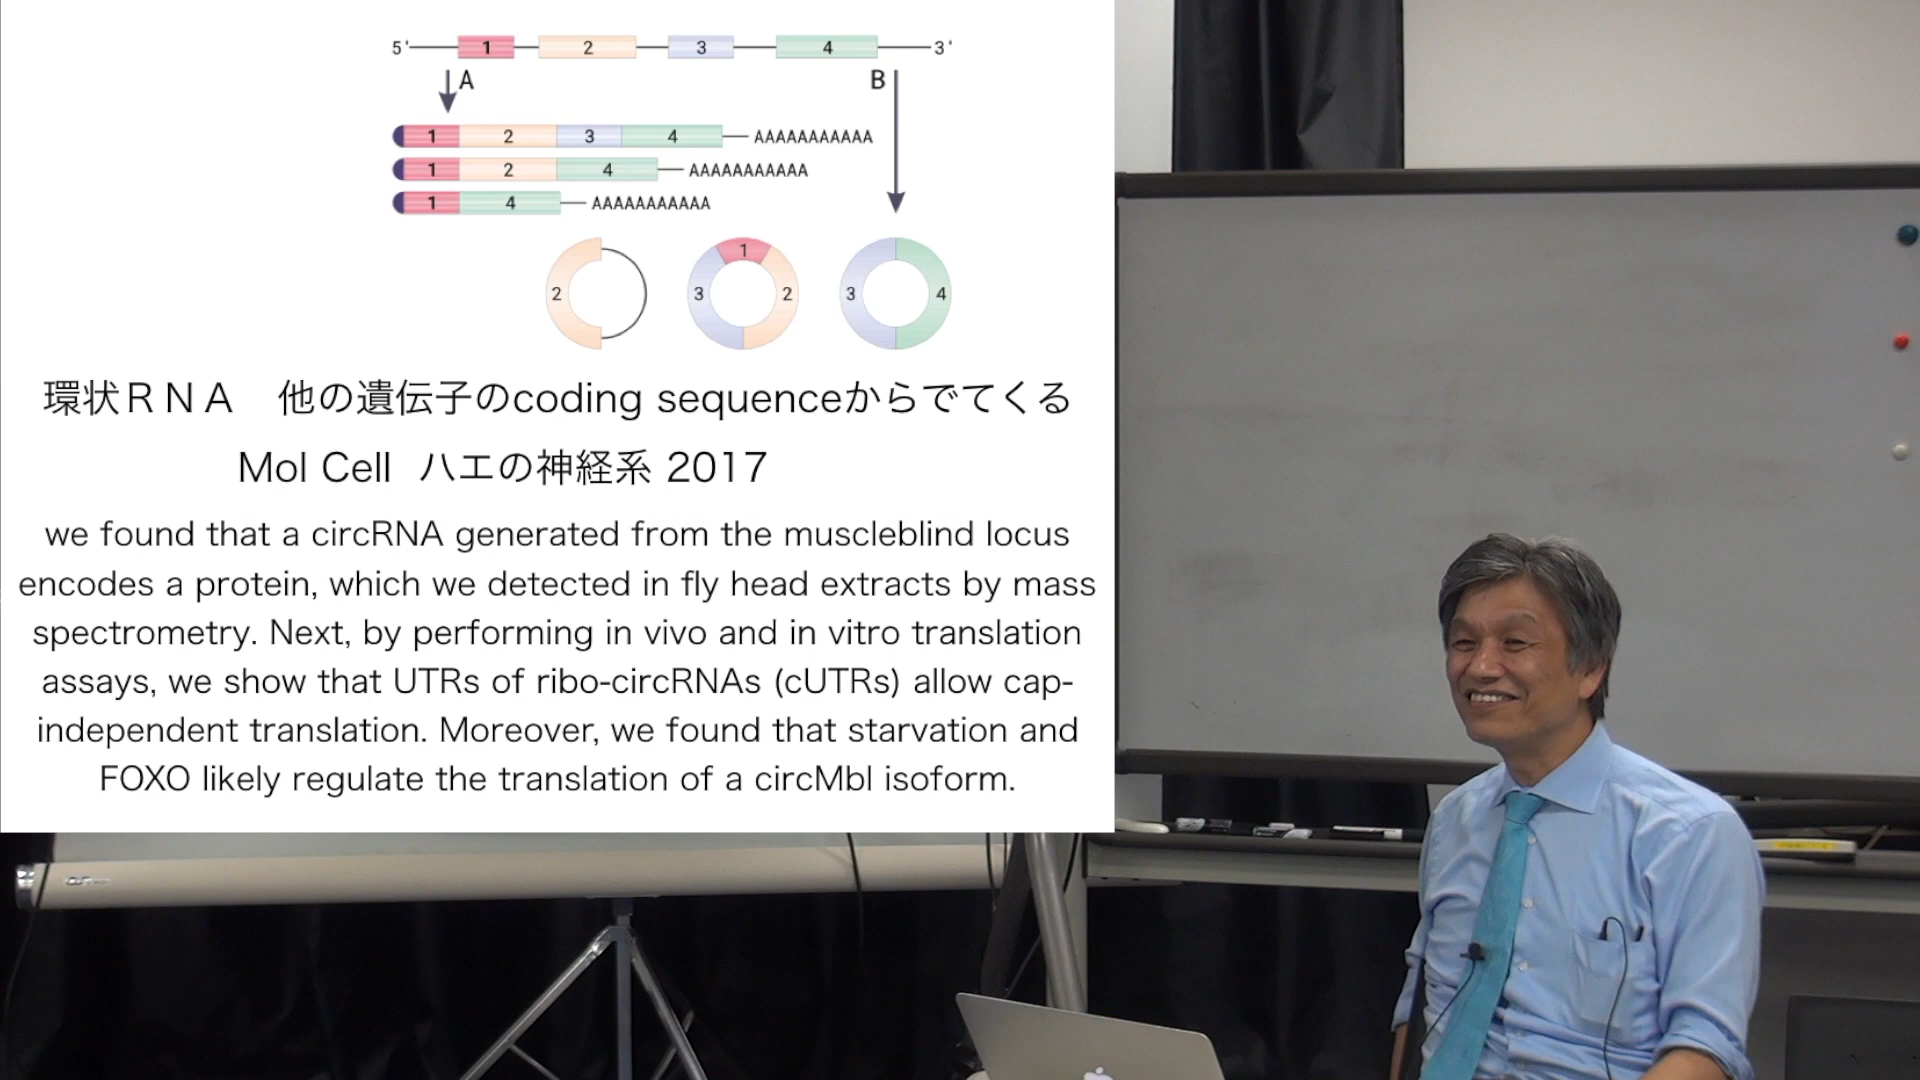 5' 1 2 3 4 3'
A B
1 2 3 4 AAAAAAAAAAA
1 2 4 AAAAAAAAAAA
1 4 AAAAAAAAAAA
2 3 1 2 3 4
環状ＲＮＡ　他の遺伝子のcoding sequenceからでてくる
Mol Cell ハエの神経系 2017
we found that a circRNA generated from the muscleblind locus
encodes a protein, which we detected in fly head extracts by mass
spectrometry. Next, by performing in vivo and in vitro translation
assays, we show that UTRs of ribo-circRNAs (cUTRs) allow cap-
independent translation. Moreover, we found that starvation and
FOXO likely regulate the translation of a circMbl isoform.